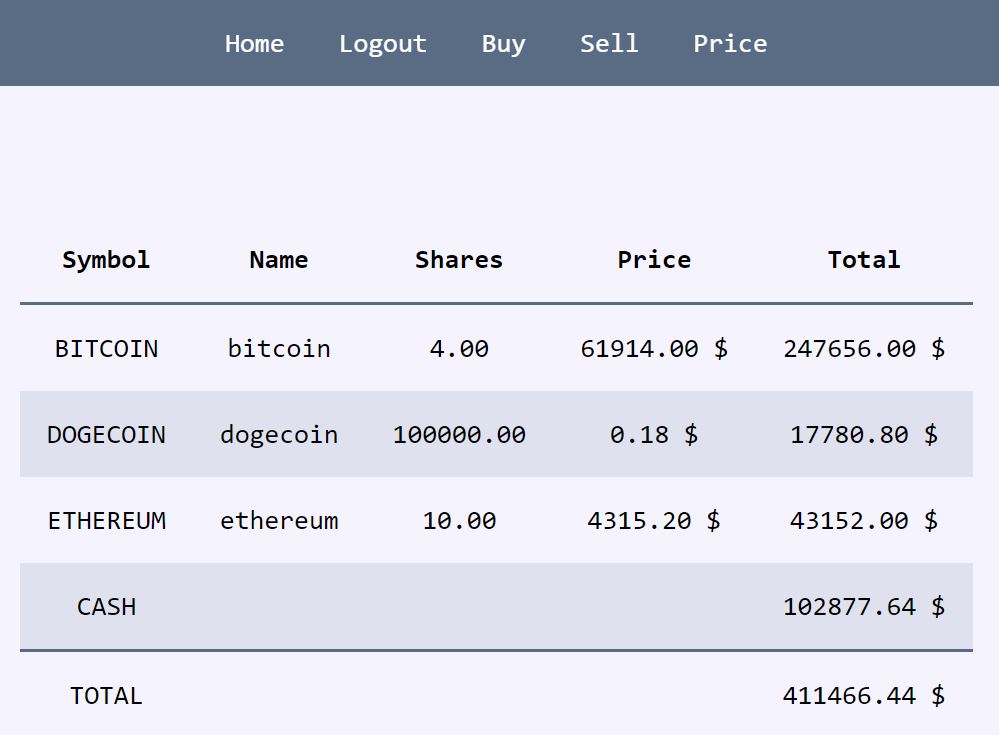 Home Logout Buy Sell Price
Symbol Name Shares Price Total
BITCOIN bitcoin 4.00 61914.00 $ 247656.00 $
DOGECOIN dogecoin 100000.00 0.18 $ 17780.80 $
ETHEREUM ethereum 10.00 4315.20 $ 43152.00 $
CASH 102877.64 $
TOTAL 411466.44 $